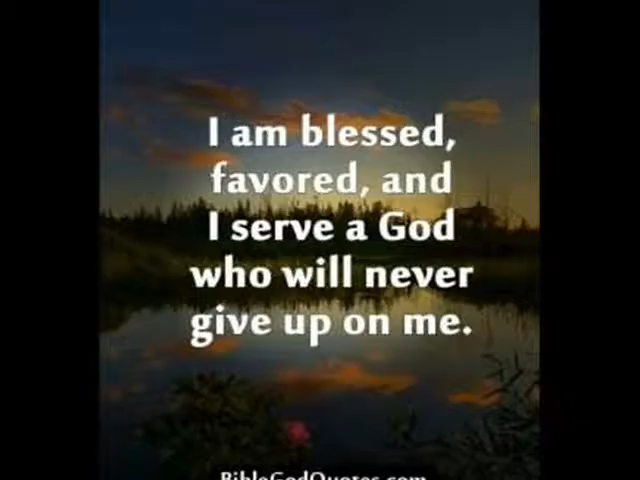 I am blessed,
favored, and
I serve a God
who will never
give up on me.
BibleGodQuotes.com